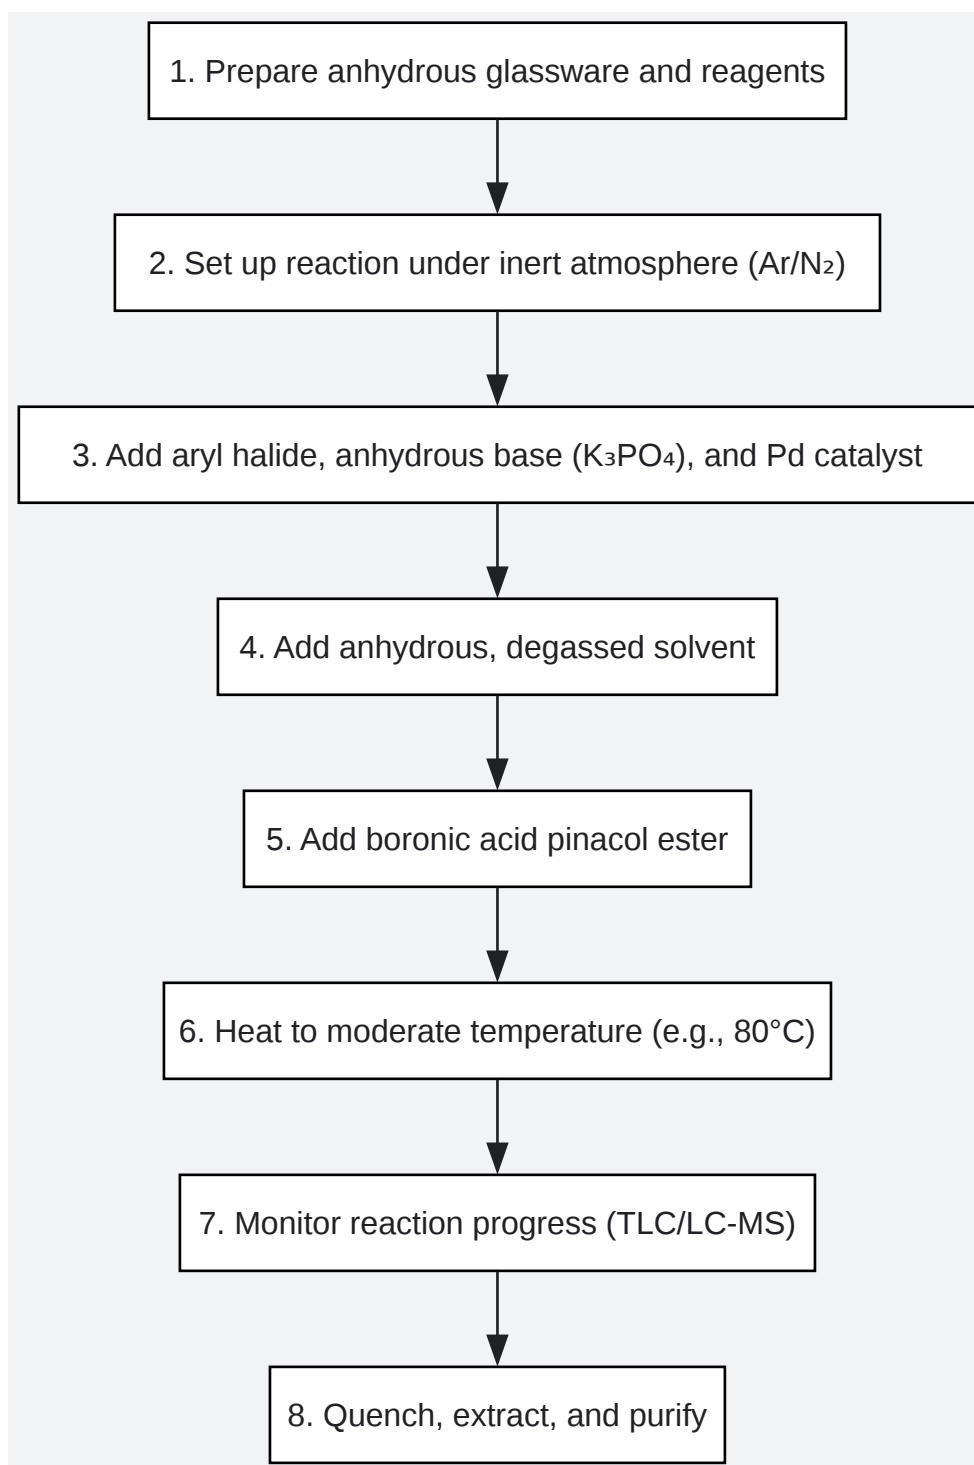 1. Prepare anhydrous glassware and reagents
2. Set up reaction under inert atmosphere (Ar/N₂)
3. Add aryl halide, anhydrous base (K₃PO₄), and Pd catalyst
4. Add anhydrous, degassed solvent
5. Add boronic acid pinacol ester
6. Heat to moderate temperature (e.g., 80°C)
7. Monitor reaction progress (TLC/LC-MS)
8. Quench, extract, and purify